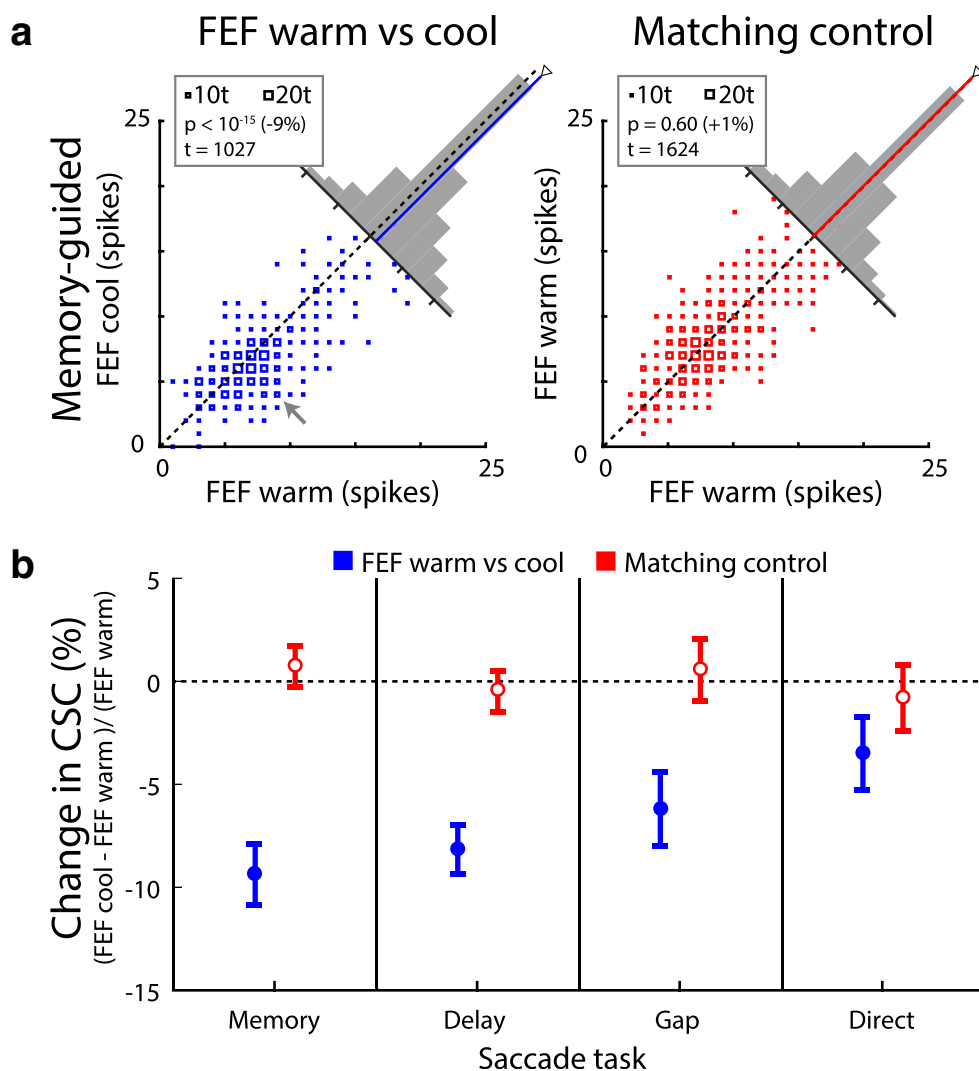 a
FEF warm vs cool
Matching control
10t 20t
p < 10⁻¹⁵ (-9%)
t = 1027
10t 20t
p = 0.60 (+1%)
t = 1624
Memory-guided
FEF cool (spikes)
25
0
0
25
FEF warm (spikes)
FEF warm (spikes)
25
0
0
25
FEF warm (spikes)
b
FEF warm vs cool
Matching control
Change in CSC (%)
(FEF cool - FEF warm )/ (FEF warm)
5
0
-5
-10
-15
Memory
Delay
Gap
Direct
Saccade task